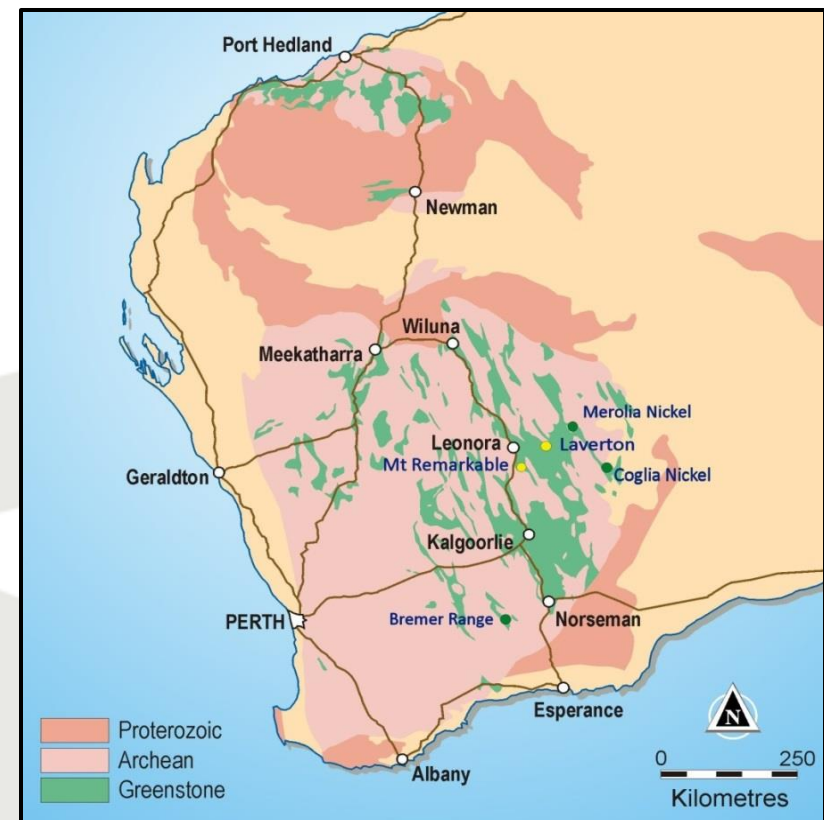 Port Hedland
Newman
Wiluna
Meekatharra
Merolia Nickel
Leonora
Laverton
Mt Remarkable
Coglia Nickel
Geraldton
Kalgoorlie
PERTH
Bremer Range
Norseman
Esperance
Proterozoic
Archean
Greenstone
Albany
N
0 250
Kilometres